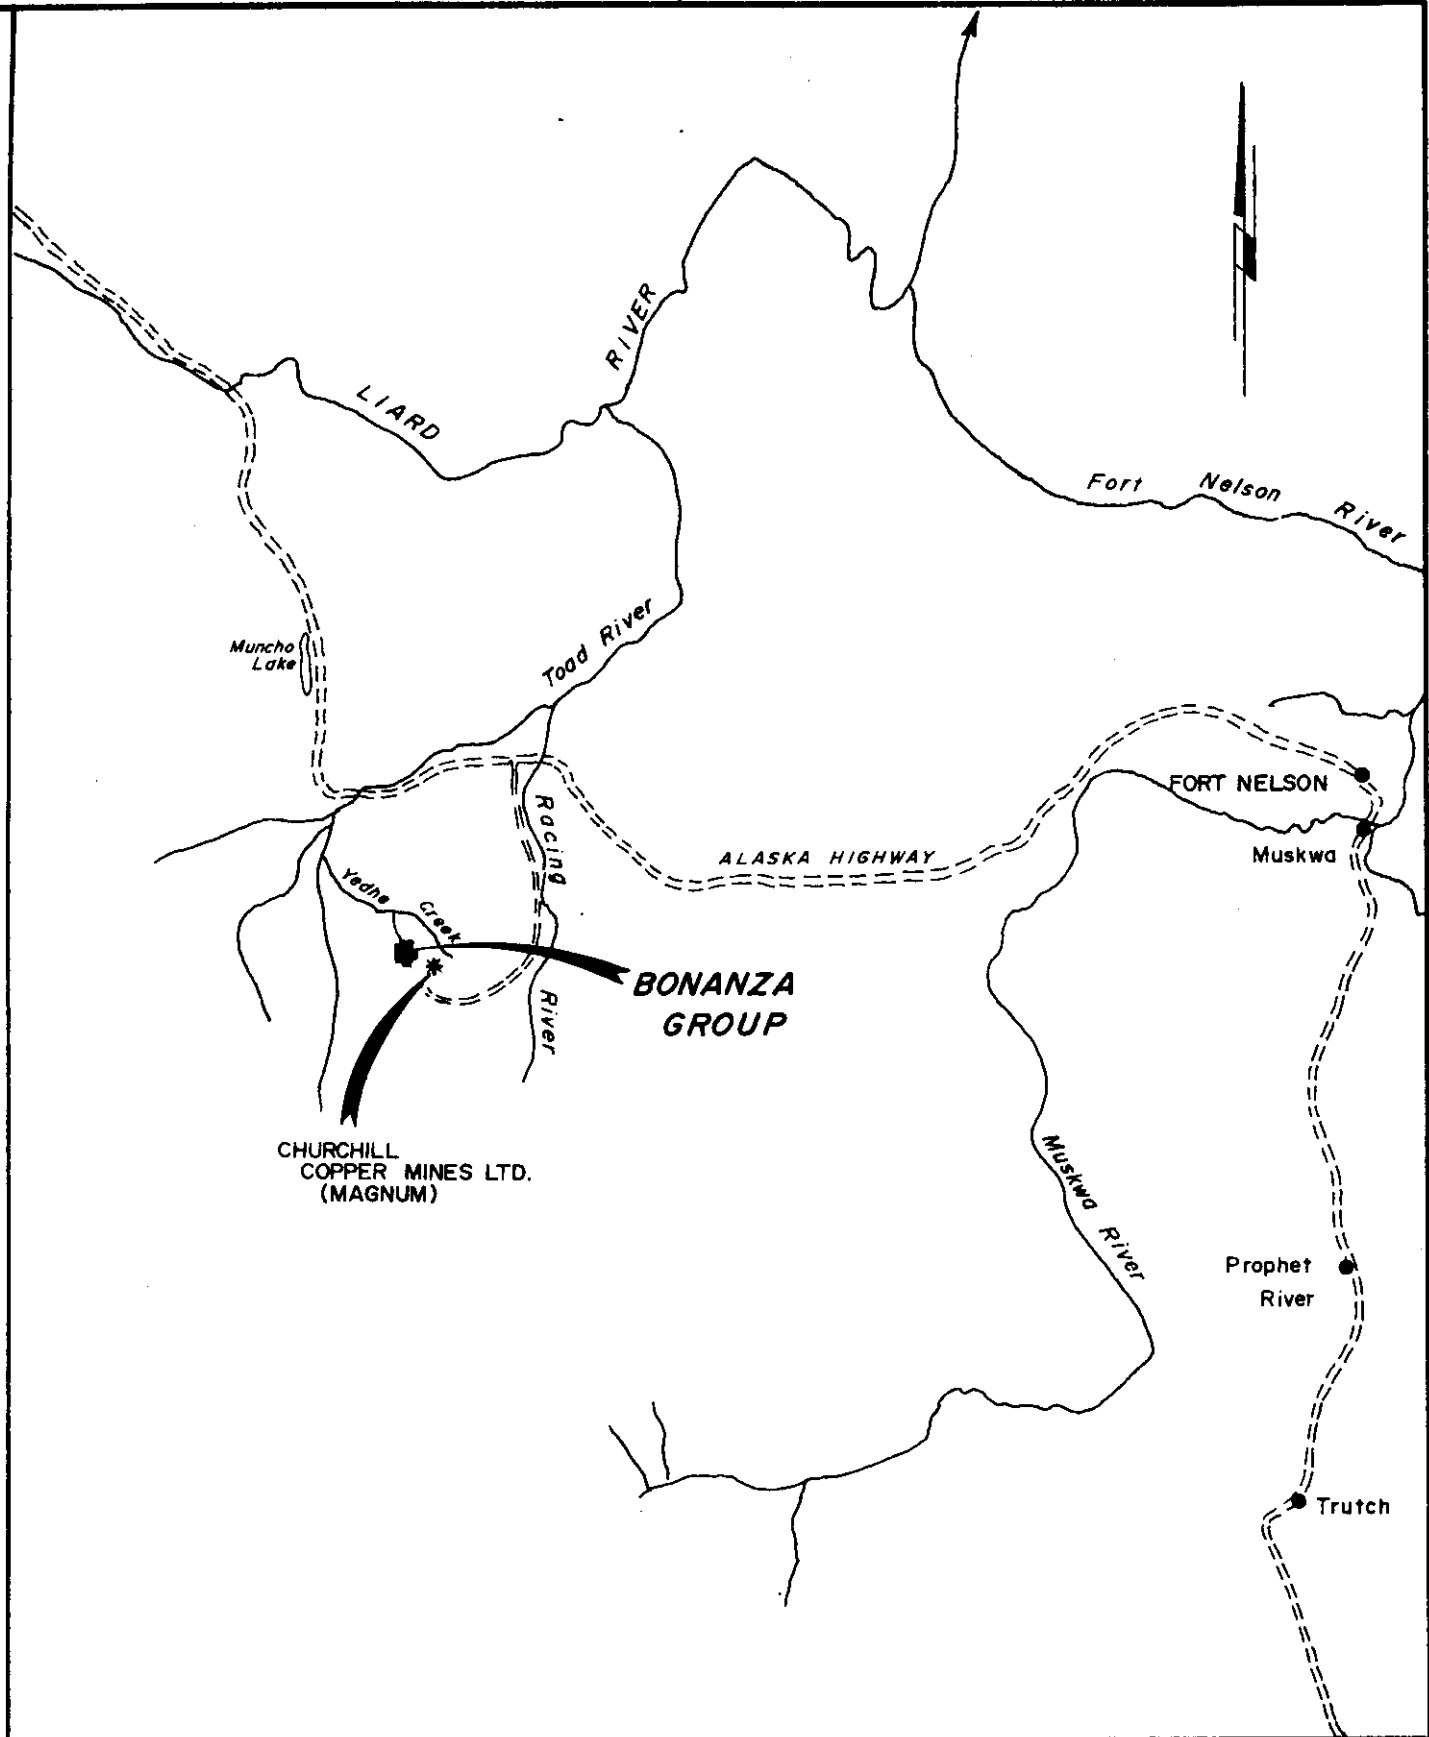 LIARD RIVER
Fort Nelson River
Muncho
Lake
Toad River
FORT NELSON
Muskwa
ALASKA HIGHWAY
Racing River
Yedhe Creek
BONANZA
GROUP
CHURCHILL
COPPER MINES LTD.
(MAGNUM)
Muskwa River
Prophet
River
Trutch